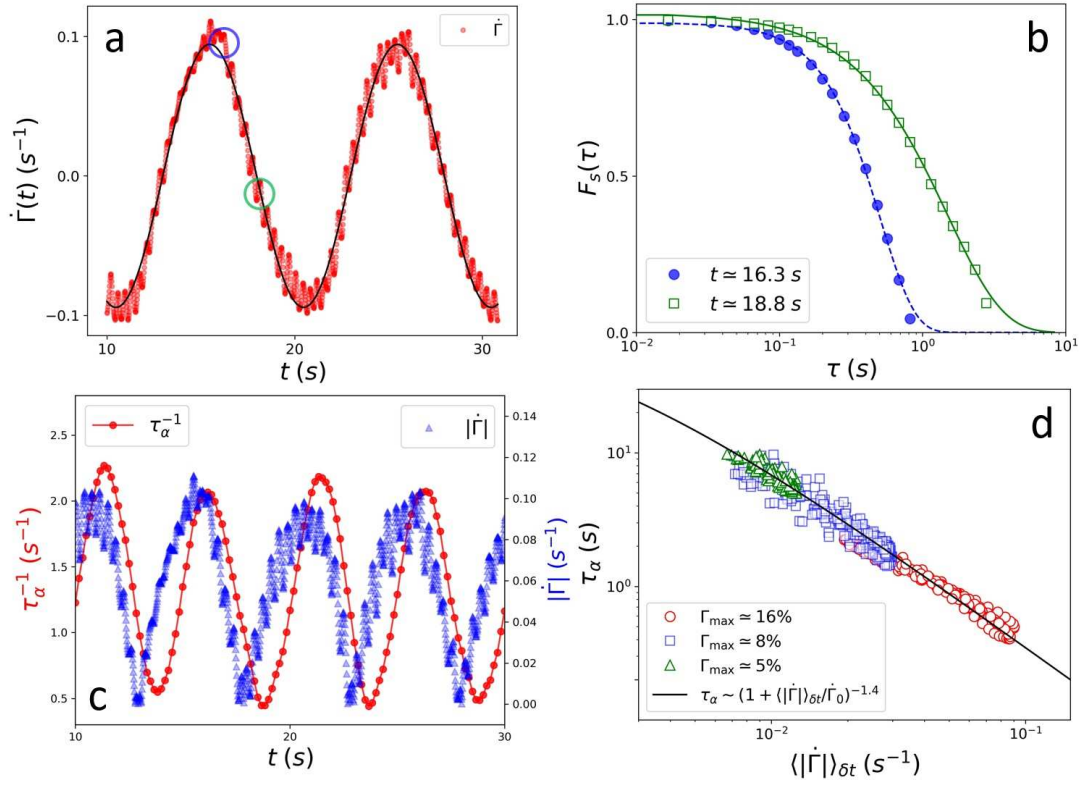 a
Γ̇
0.1
0.0
−0.1
Γ̇(t) (s⁻¹)
10
20
30
t (s)
b
1.0
0.5
0.0
F_s(τ)
t ≃ 16.3 s
t ≃ 18.8 s
10⁻²
10⁻¹
10⁰
10¹
τ (s)
c
τ_α⁻¹
|Γ̇|
2.5
2.0
1.5
1.0
0.5
τ_α⁻¹ (s⁻¹)
0.14
0.12
0.10
0.08
0.06
0.04
0.02
0.00
|Γ̇| (s⁻¹)
10
20
30
t (s)
d
10¹
10⁰
τ_α (s)
Γ_max ≃ 16%
Γ_max ≃ 8%
Γ_max ≃ 5%
τ_α ~ (1 + ⟨|Γ̇|⟩_δt/Γ̇₀)⁻¹·⁴
10⁻²
10⁻¹
⟨|Γ̇|⟩_δt (s⁻¹)